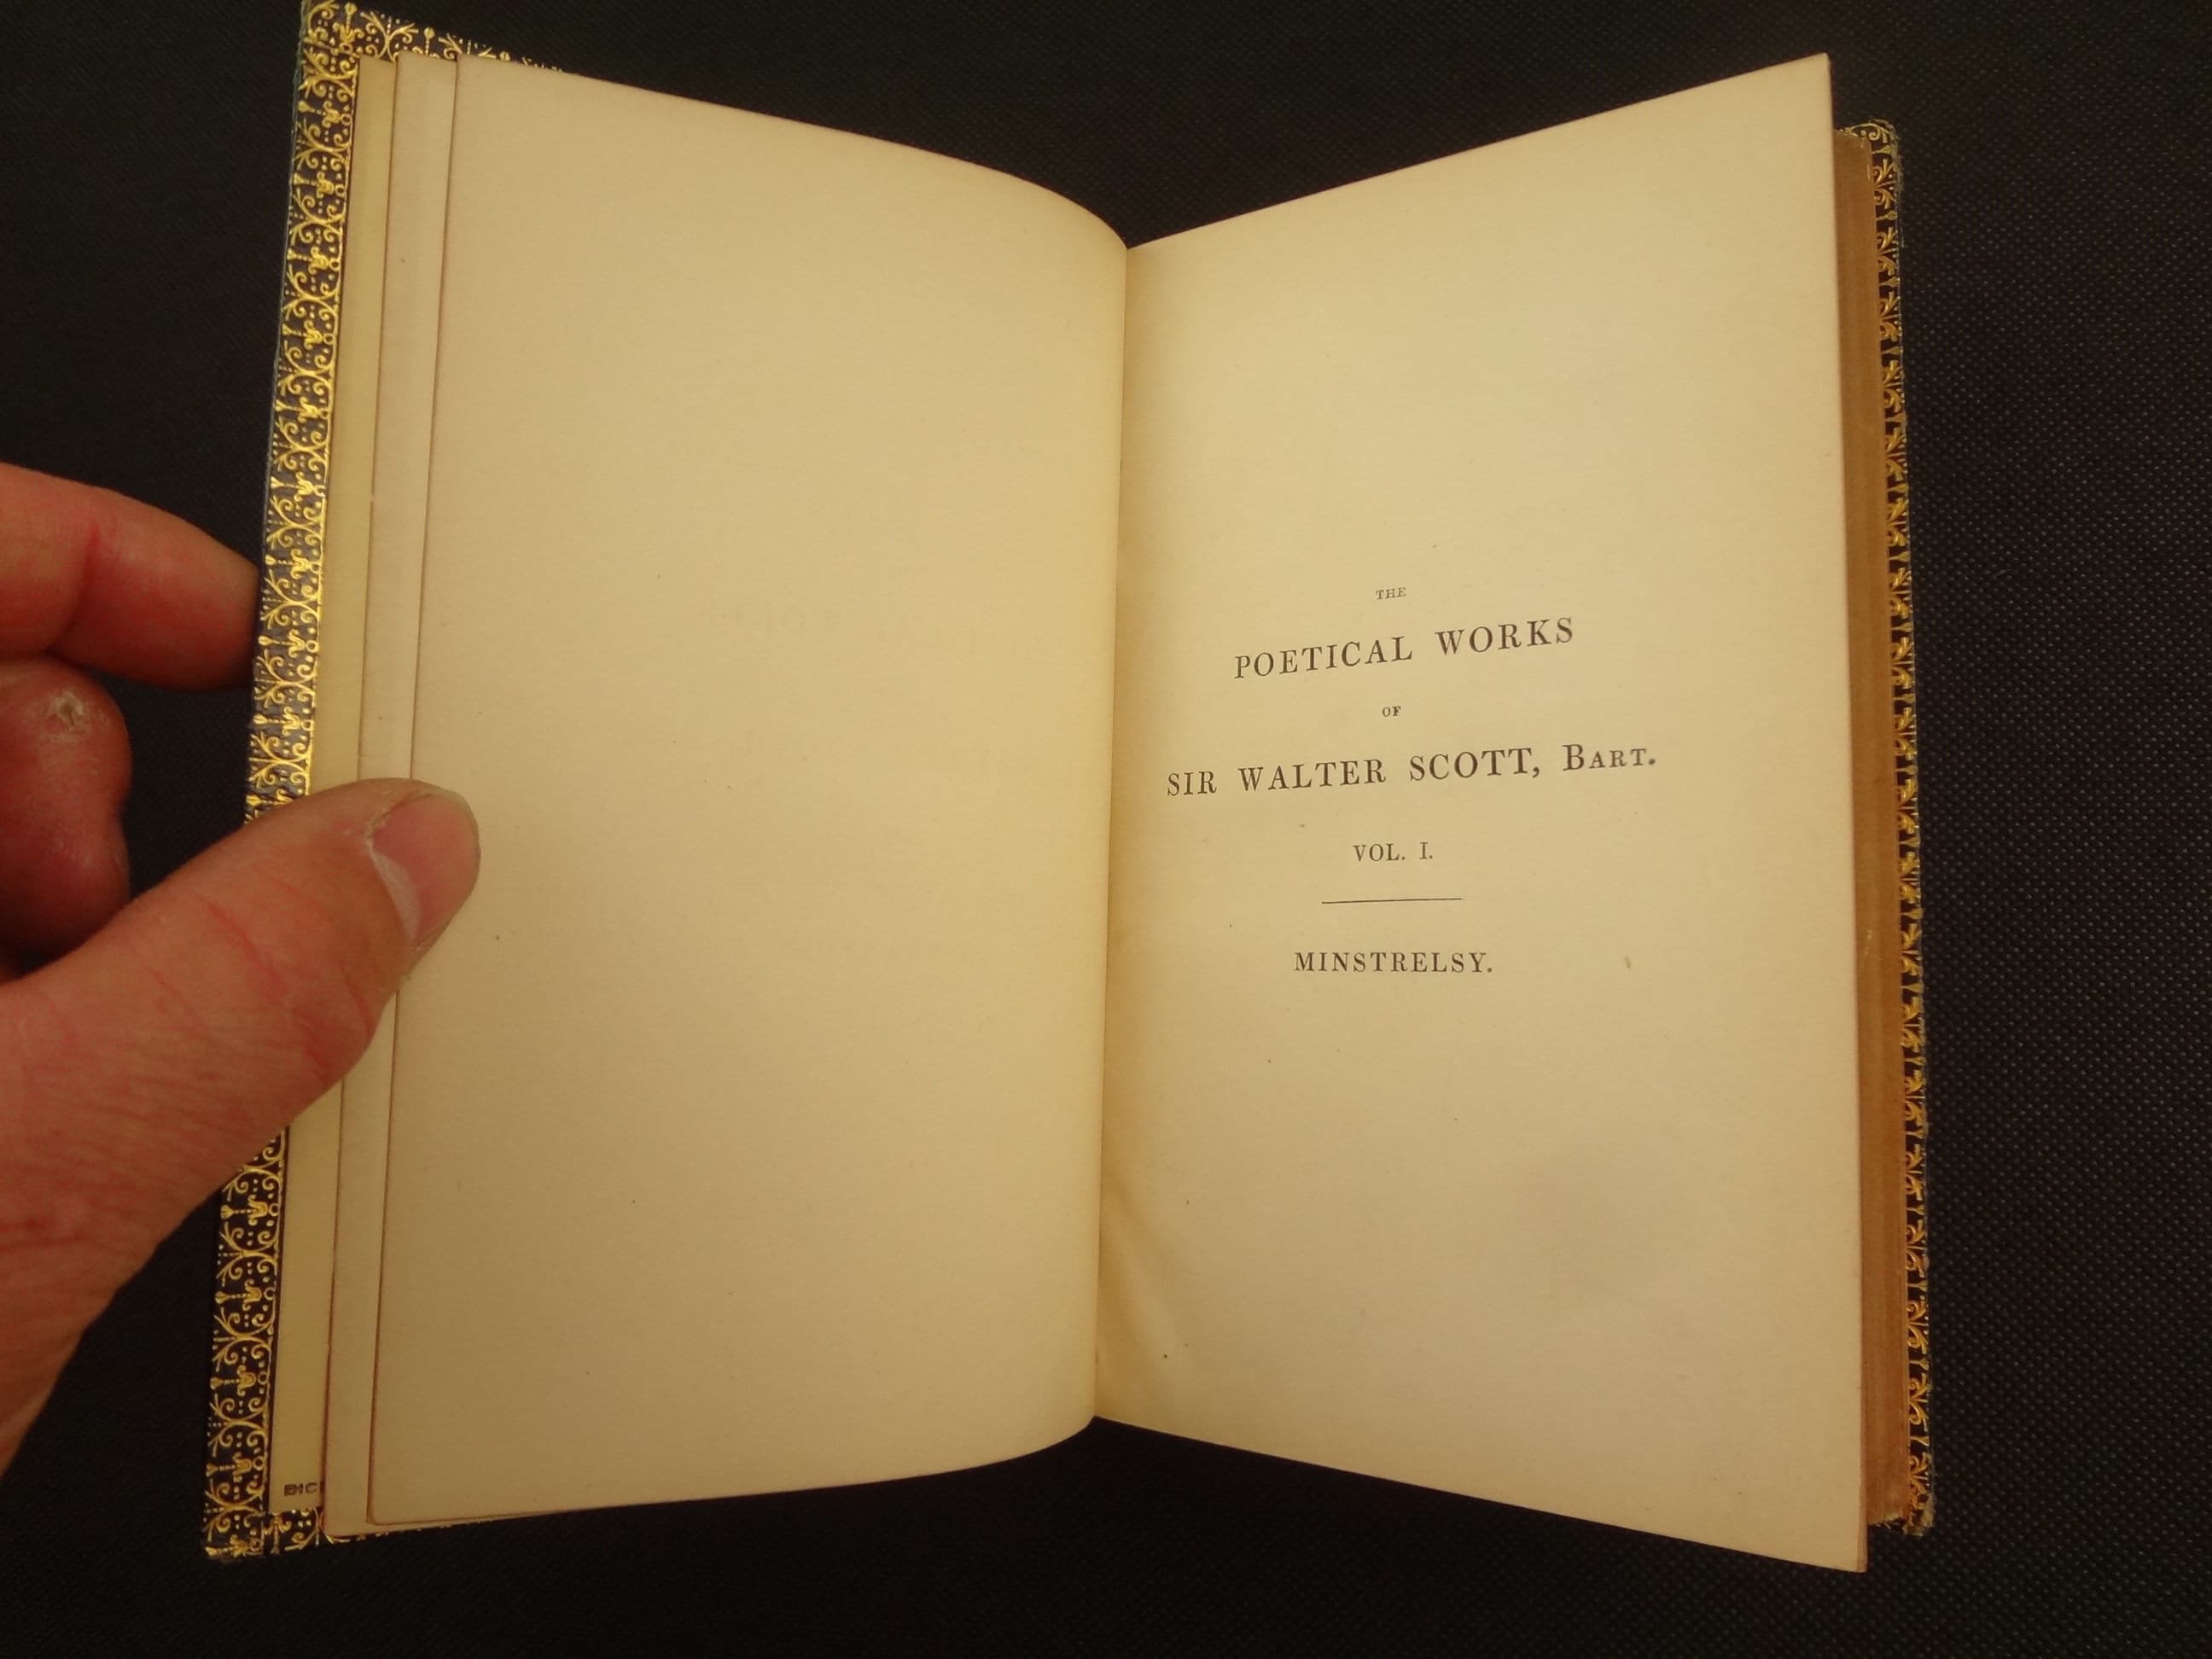 THE
POETICAL WORKS
OF
SIR WALTER SCOTT, BART.
VOL. I.
MINSTRELSY.